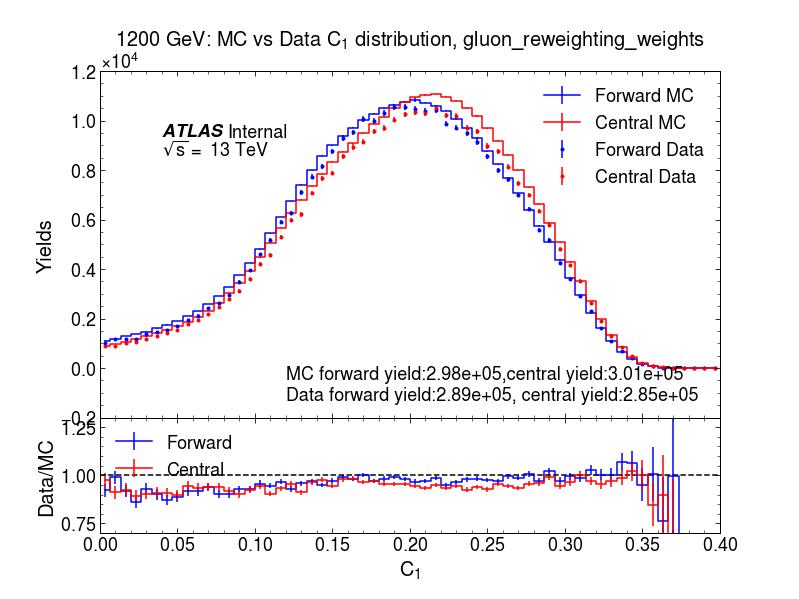 1200 GeV: MC vs Data C₁ distribution, gluon_reweighting_weights
×10⁴
1.2
1.0
0.8
0.6
0.4
0.2
0.0
0.2
Yields
ATLAS Internal
√s = 13 TeV
Forward MC
Central MC
Forward Data
Central Data
MC forward yield:2.98e+05,central yield:3.01e+05
Data forward yield:2.89e+05, central yield:2.85e+05
1.25
1.00
0.75
Data/MC
Forward
Central
0.00 0.05 0.10 0.15 0.20 0.25 0.30 0.35 0.40
C₁